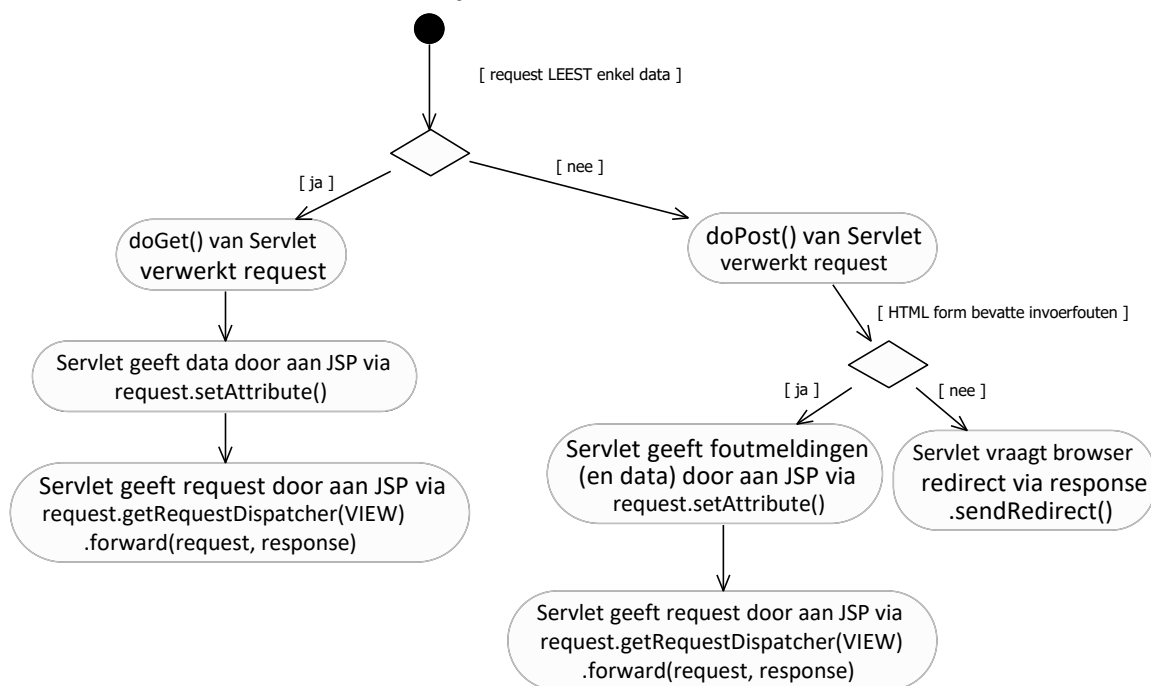 [ request LEEST enkel data ]
[ ja ]
[ nee ]
doGet() van Servlet
verwerkt request
doPost() van Servlet
verwerkt request
[ HTML form bevatte invoerfouten ]
Servlet geeft data door aan JSP via
request.setAttribute()
[ ja ]
[ nee ]
Servlet geeft request door aan JSP via
request.getRequestDispatcher(VIEW)
.forward(request, response)
Servlet geeft foutmeldingen
(en data) door aan JSP via
request.setAttribute()
Servlet vraagt browser
redirect via response
.sendRedirect()
Servlet geeft request door aan JSP via
request.getRequestDispatcher(VIEW)
.forward(request, response)